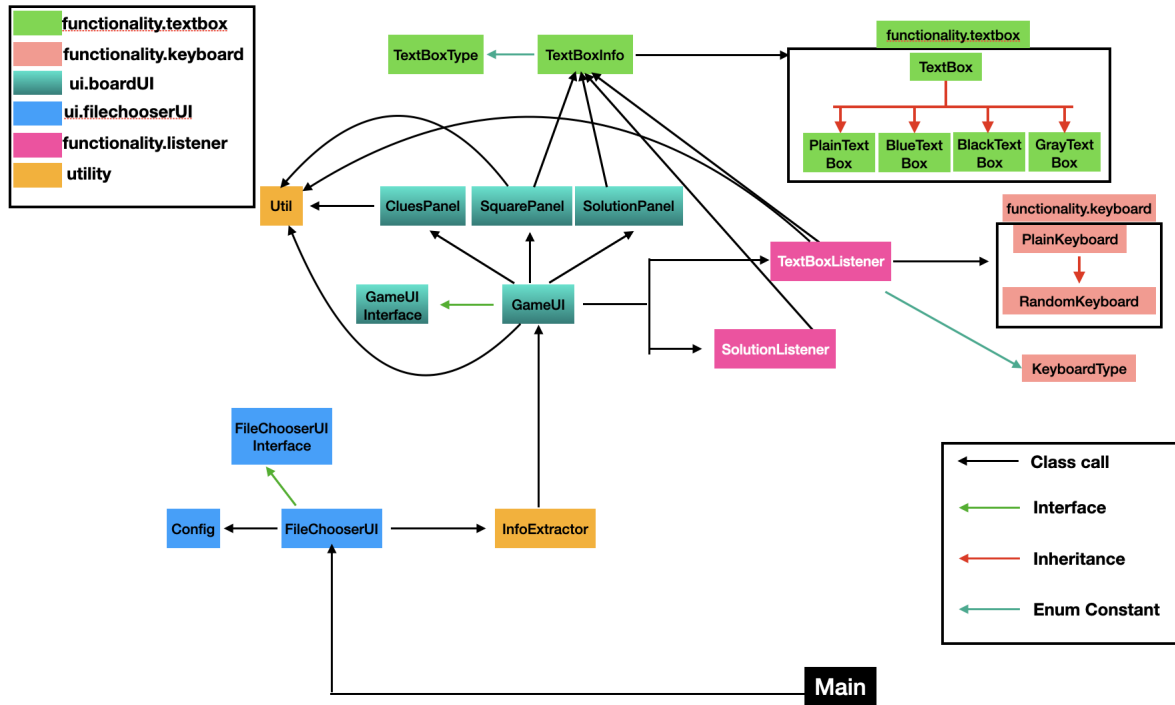 functionality.textbox
functionality.keyboard
ui.boardUI
ui.filechooserUI
functionality.listener
utility
TextBoxType
TextBoxInfo
functionality.textbox
TextBox
PlainText
Box
BlueText
Box
BlackText
Box
GrayText
Box
Util
CluesPanel
SquarePanel
SolutionPanel
functionality.keyboard
PlainKeyboard
RandomKeyboard
TextBoxListener
GameUI
Interface
GameUI
SolutionListener
KeyboardType
FileChooserUI
Interface
Config
FileChooserUI
InfoExtractor
Class call
Interface
Inheritance
Enum Constant
Main